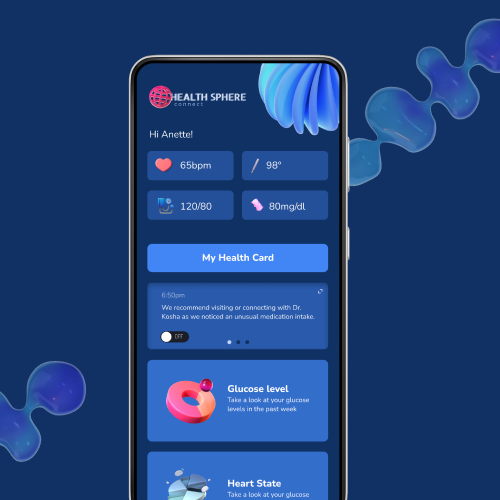 HEALTH SPHERE
connect
Hi Anette!
65bpm
98°
120/80
80mg/dl
My Health Card
6:50pm
We recommend visiting or connecting with Dr.
Kosha as we noticed an unusual medication intake.
OFF
Glucose level
Take a look at your glucose
levels in the past week
Heart State
Take a look at your glucose